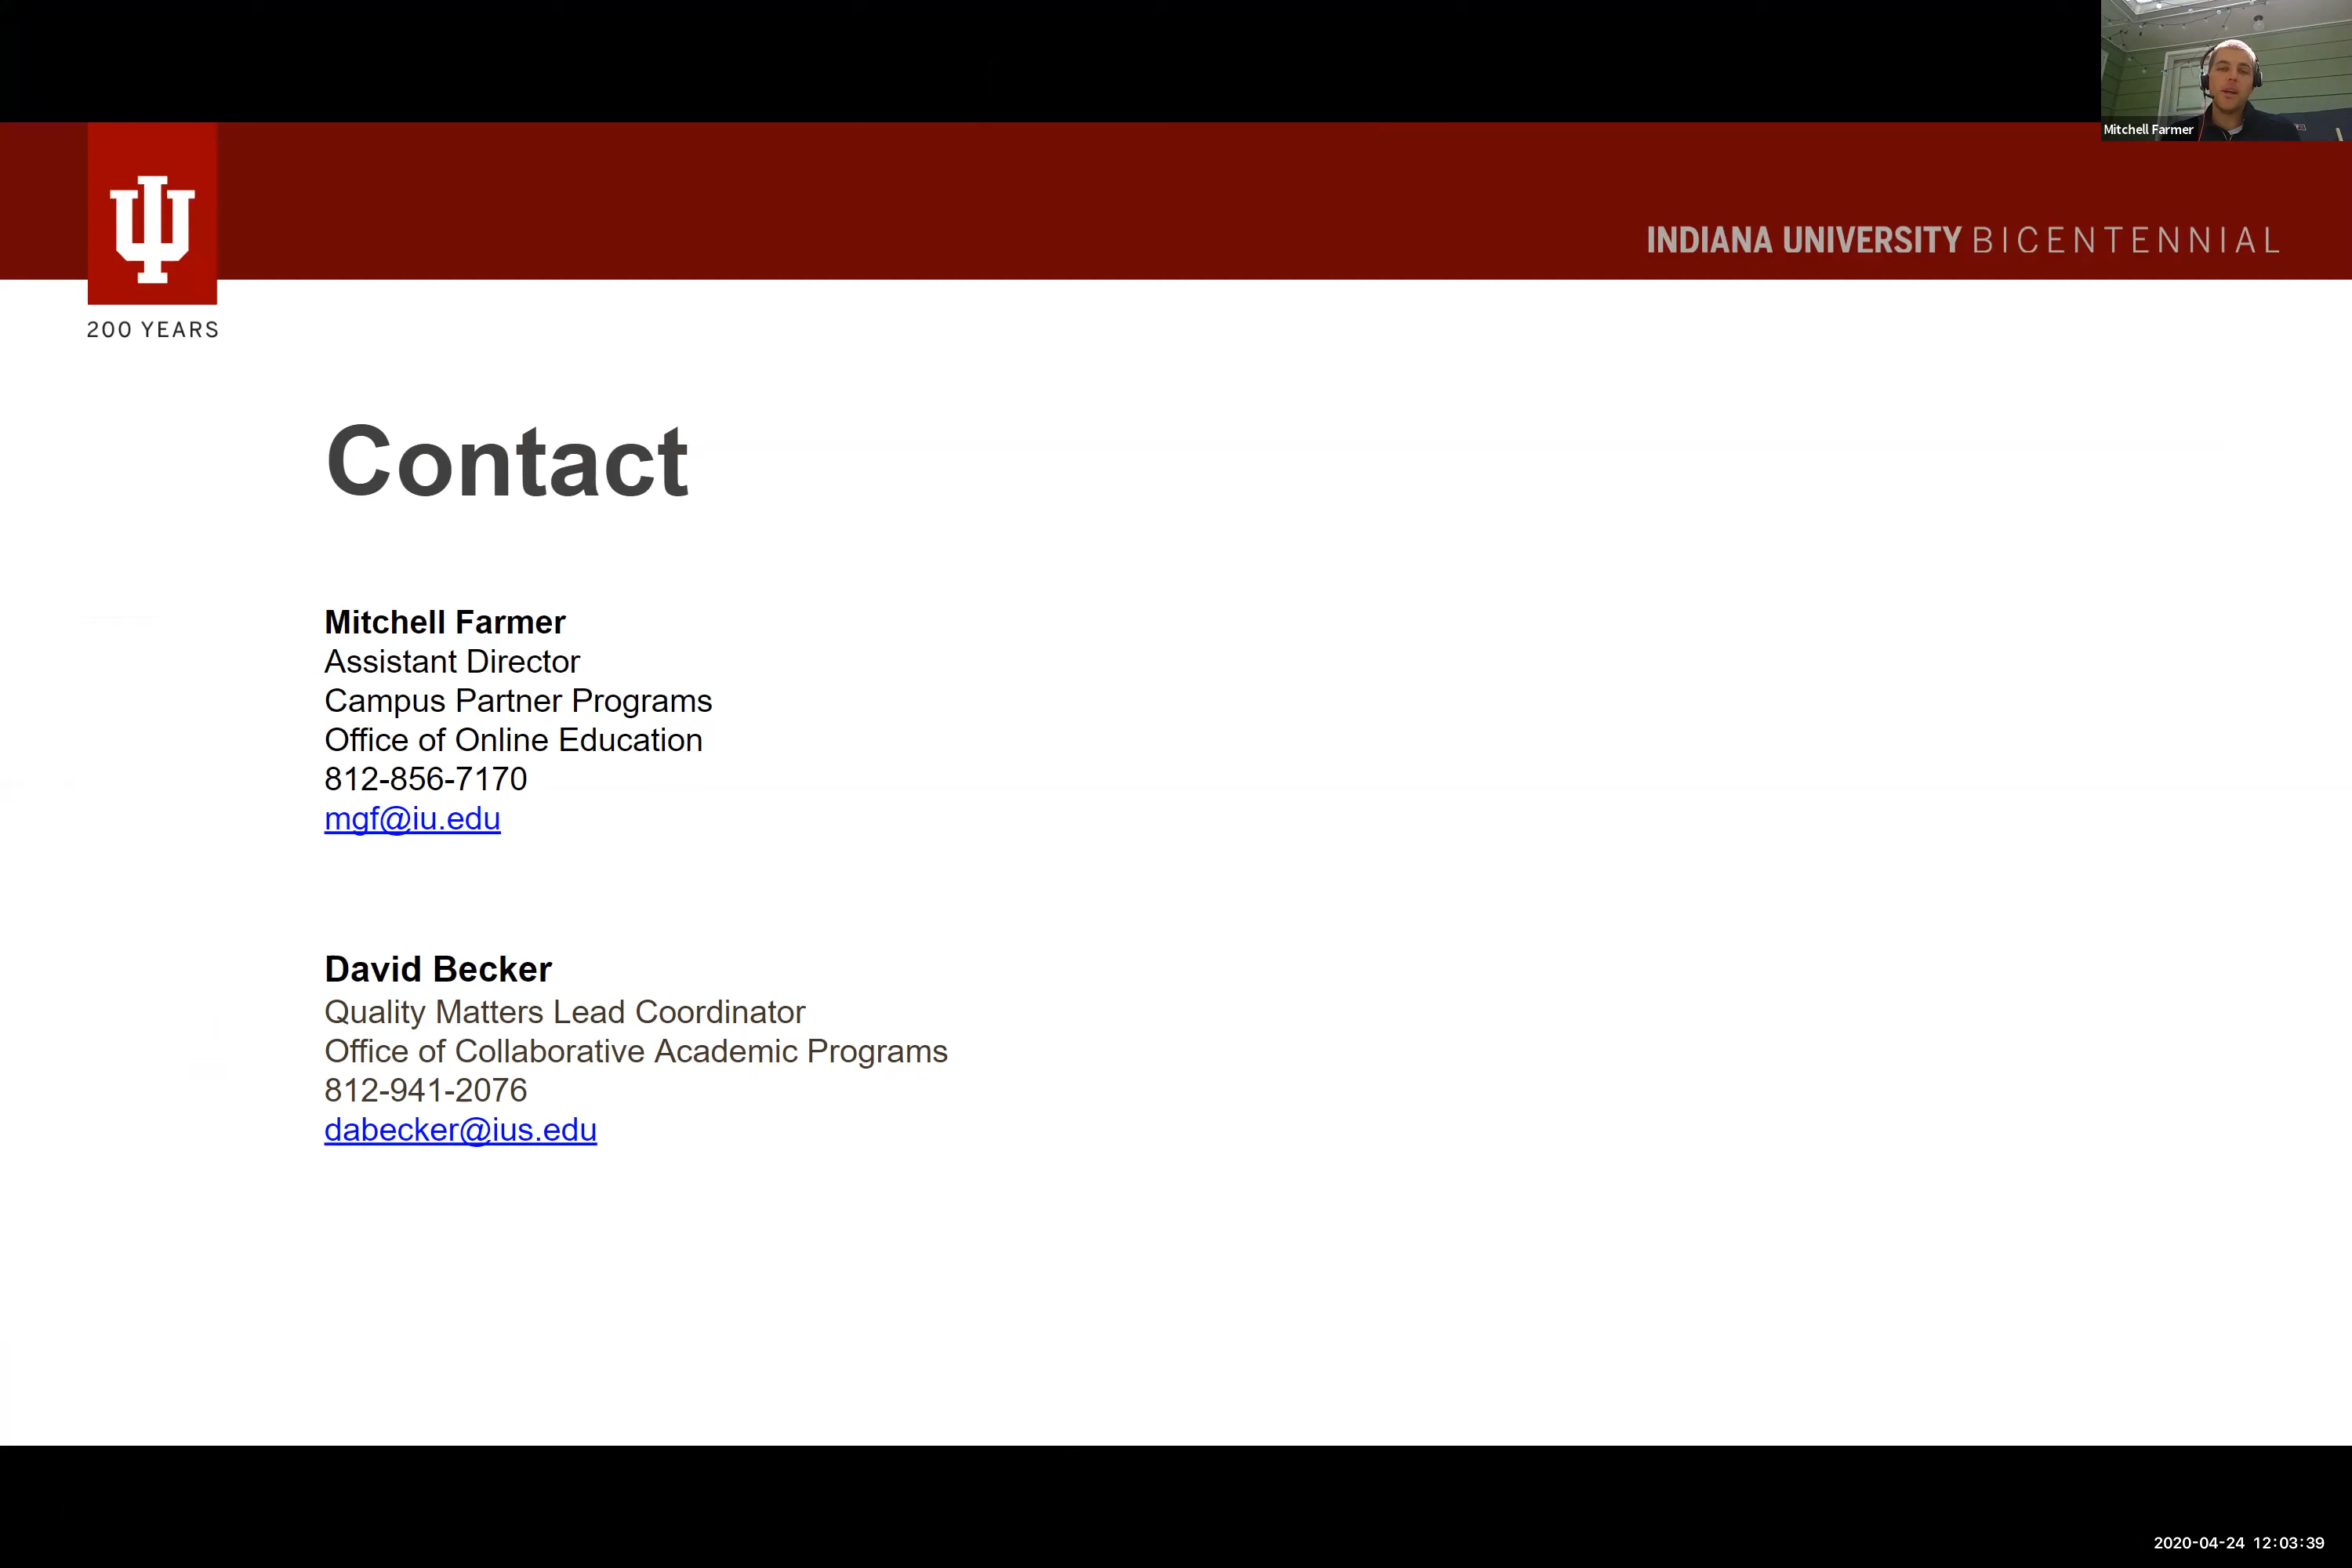 Mitchell Farmer
INDIANA UNIVERSITY BICENTENNIAL
200 YEARS
Contact
Mitchell Farmer
Assistant Director
Campus Partner Programs
Office of Online Education
812-856-7170
mgf@iu.edu
David Becker
Quality Matters Lead Coordinator
Office of Collaborative Academic Programs
812-941-2076
dabecker@ius.edu
2020-04-24 12:03:39